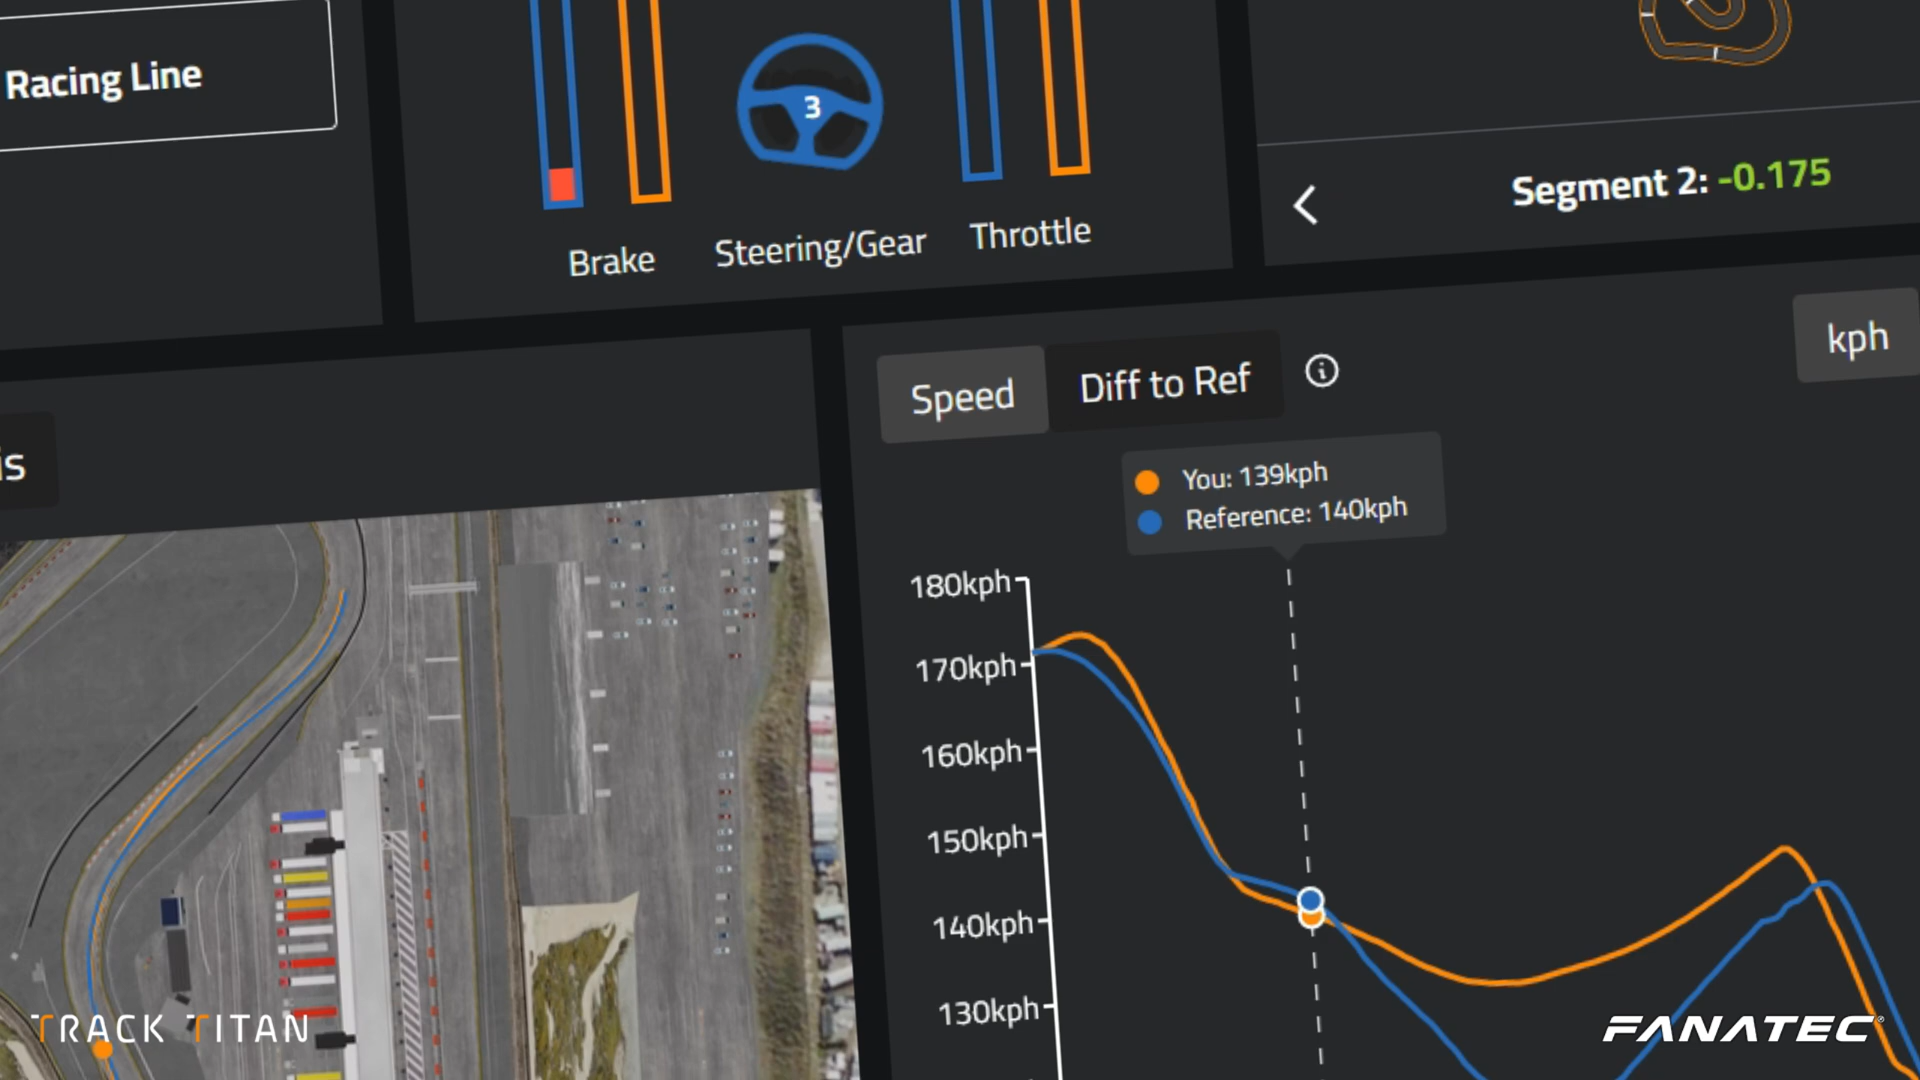 Racing Line
3
Brake
Steering/Gear
Throttle
Segment 2: -0.175
Speed
Diff to Ref
kph
is
You: 139kph
Reference: 140kph
180kph
170kph
160kph
150kph
140kph
130kph
TRACK TITAN
FANATEC